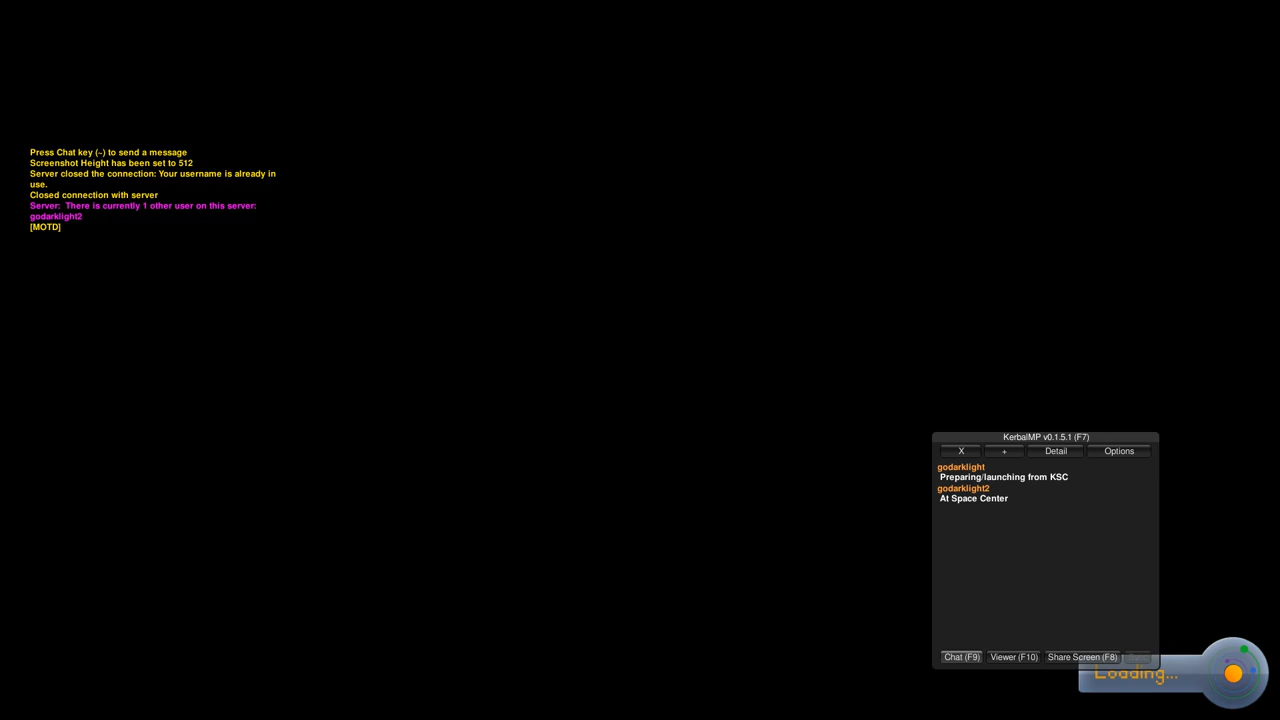 Press Chat key (~) to send a message
Screenshot Height has been set to 512
Server closed the connection: Your username is already in
use.
Closed connection with server
Server:  There is currently 1 other user on this server:
godarklight2
[MOTD]
KerbalMP v0.1.5.1 (F7)
X + Detail Options
godarklight
Preparing/launching from KSC
godarklight2
At Space Center
Chat (F9) Viewer (F10) Share Screen (F8)
Loading...